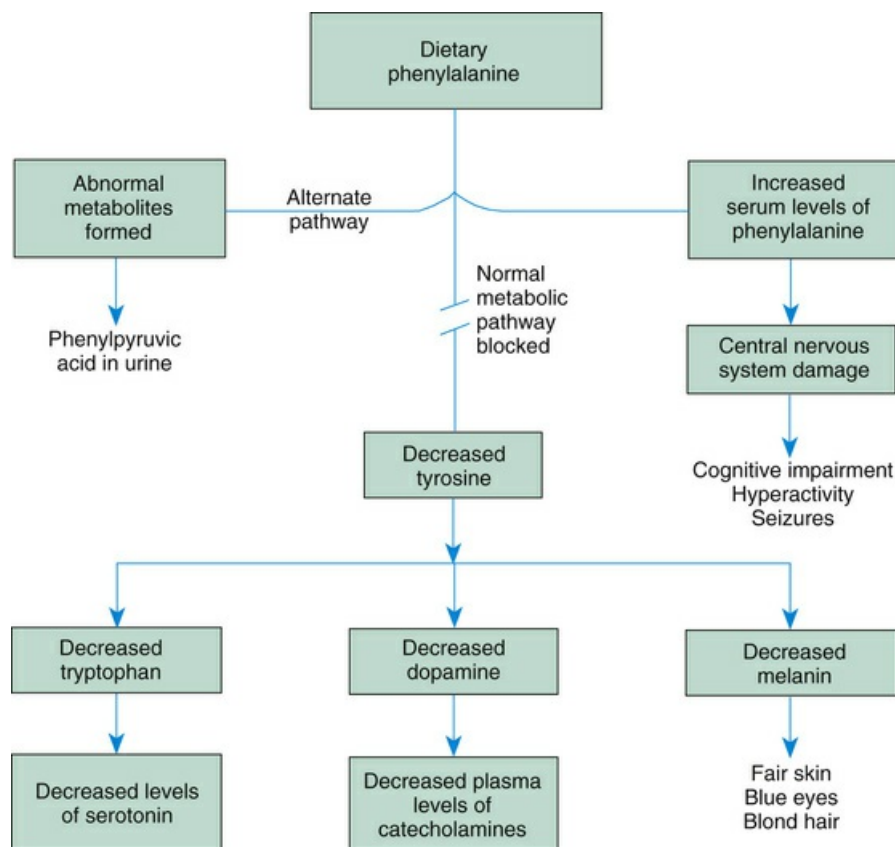 Dietary
phenylalanine
Abnormal
metabolites
formed
Alternate
pathway
Increased
serum levels of
phenylalanine
Normal
metabolic
pathway
blocked
Phenylpyruvic
acid in urine
Central nervous
system damage
Decreased
tyrosine
Cognitive impairment
Hyperactivity
Seizures
Decreased
tryptophan
Decreased
dopamine
Decreased
melanin
Decreased levels
of serotonin
Decreased plasma
levels of
catecholamines
Fair skin
Blue eyes
Blond hair